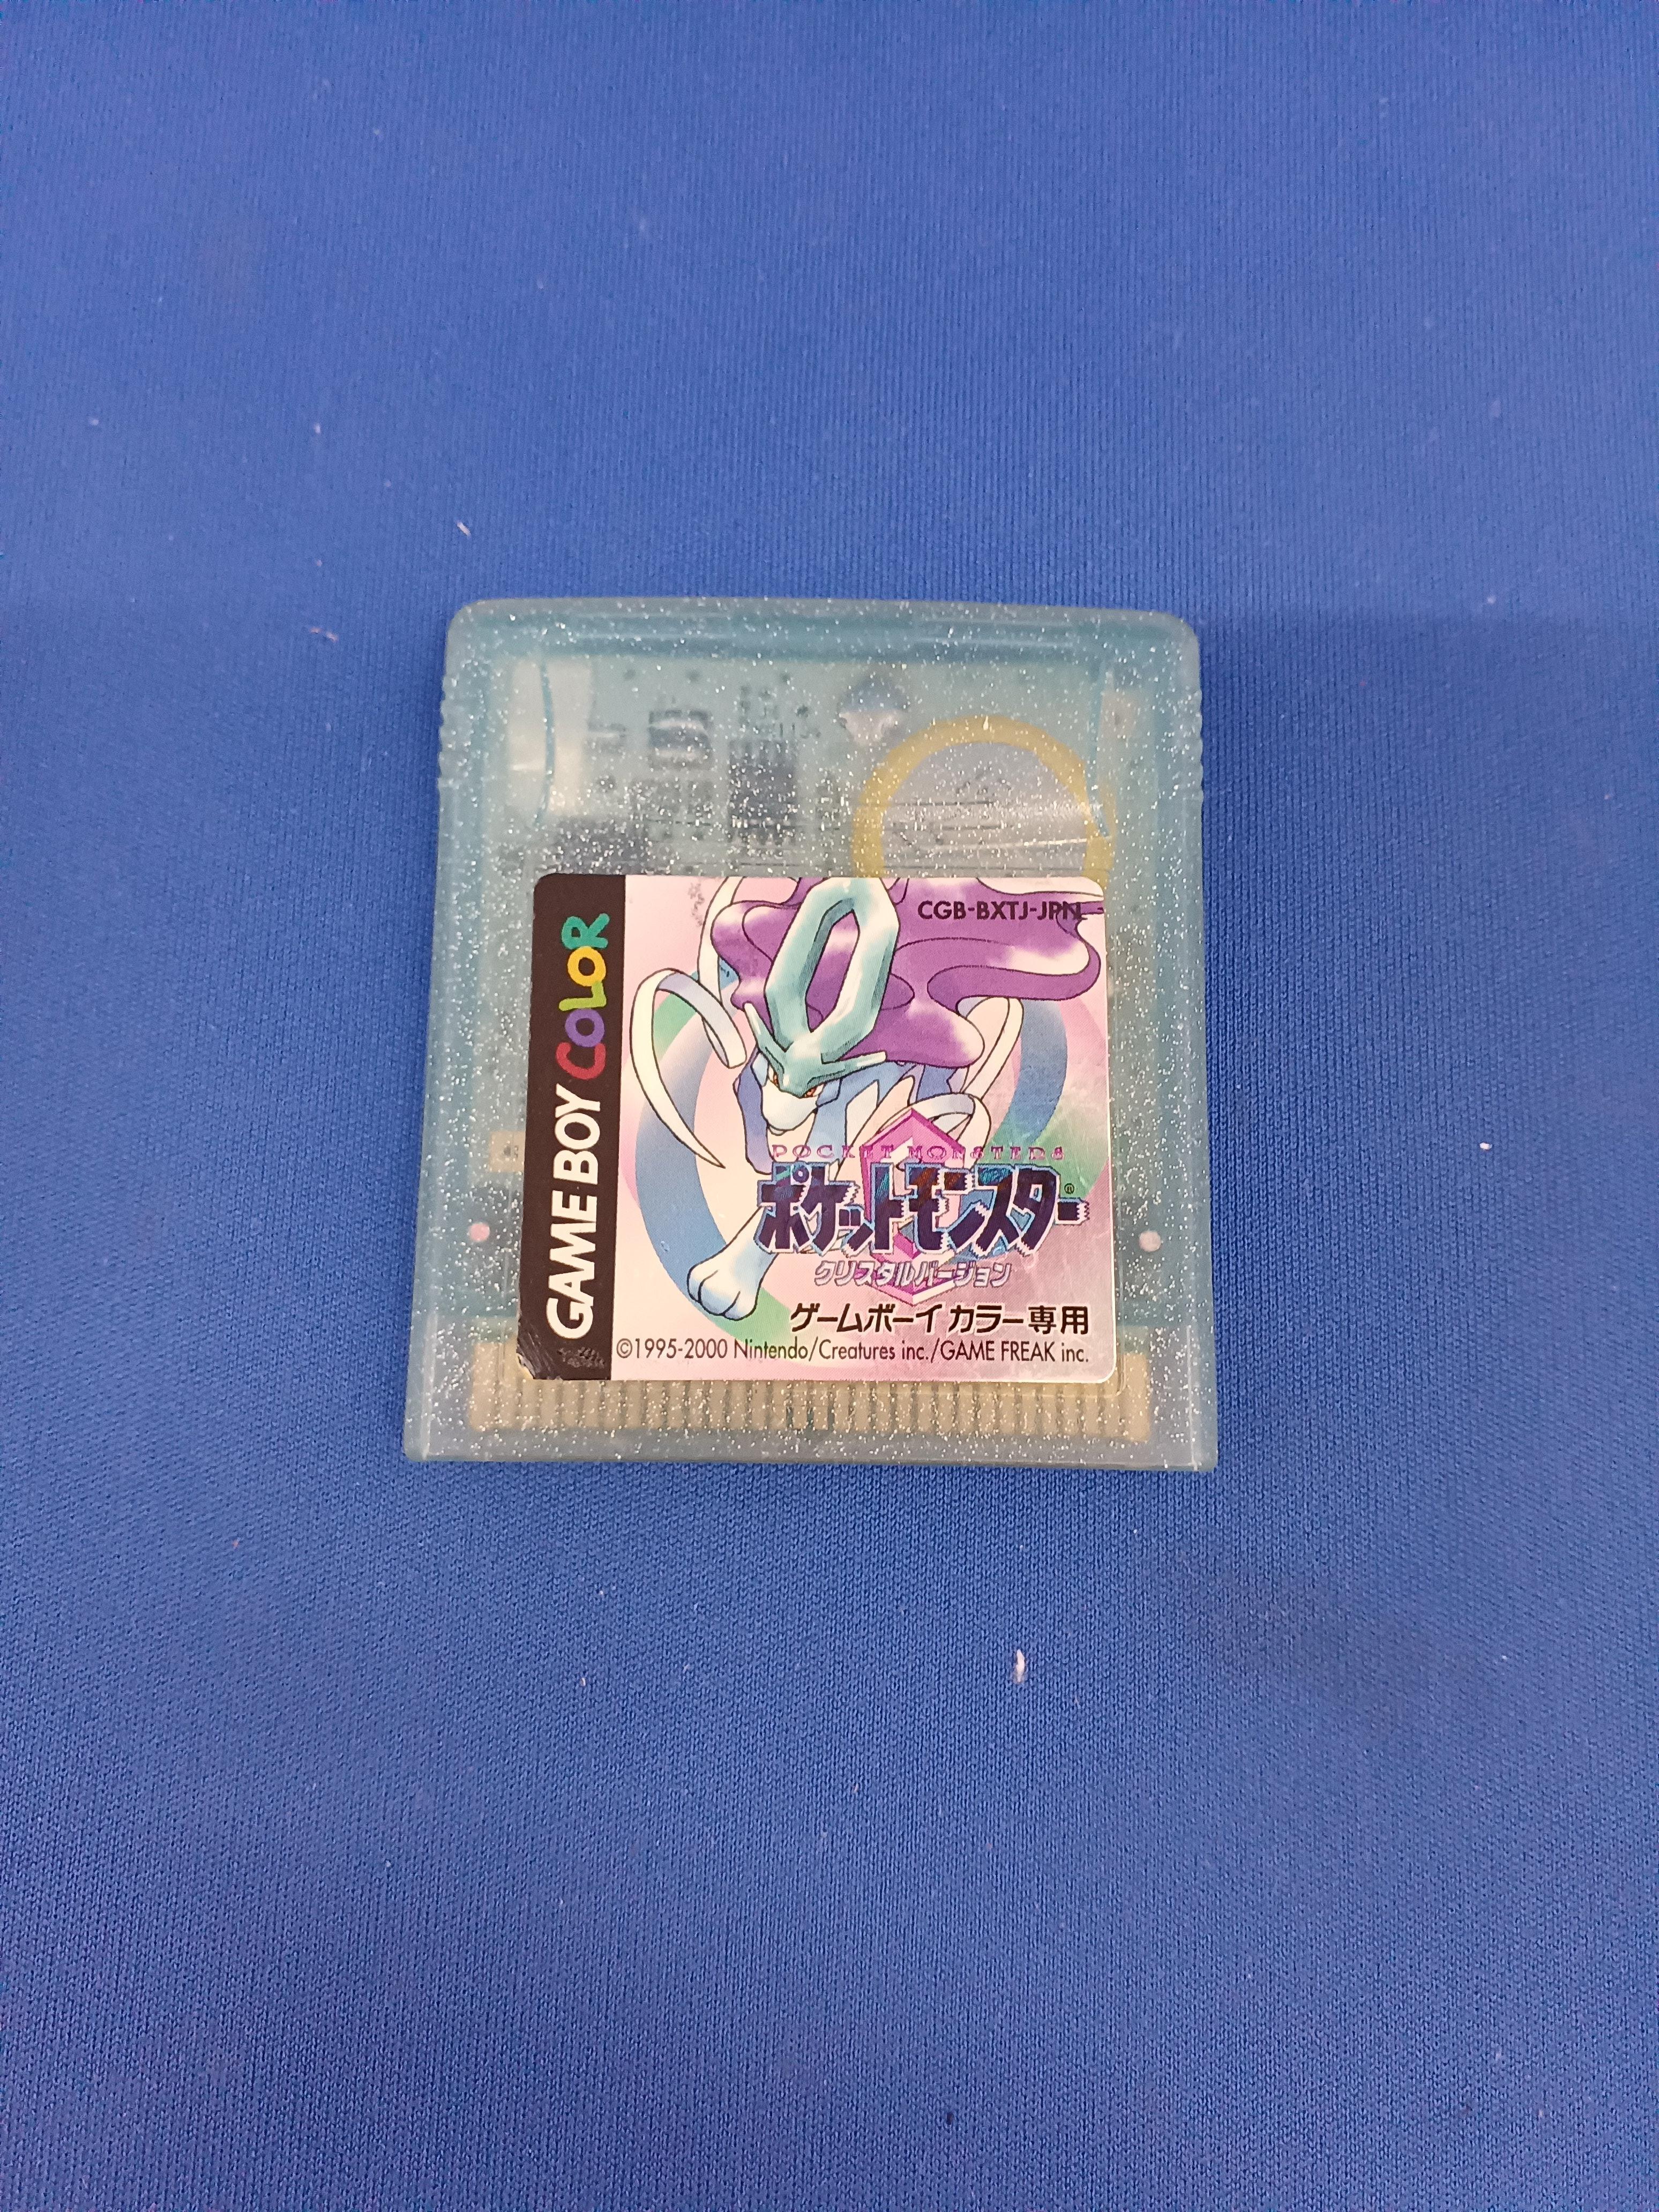 GAME BOY COLOR
CGB-BXTJ-JPN
POCKET MONSTERS
ポケットモンスター®
クリスタルバージョン
ゲームボーイ カラー専用
©1995-2000 Nintendo/Creatures inc./GAME FREAK inc.